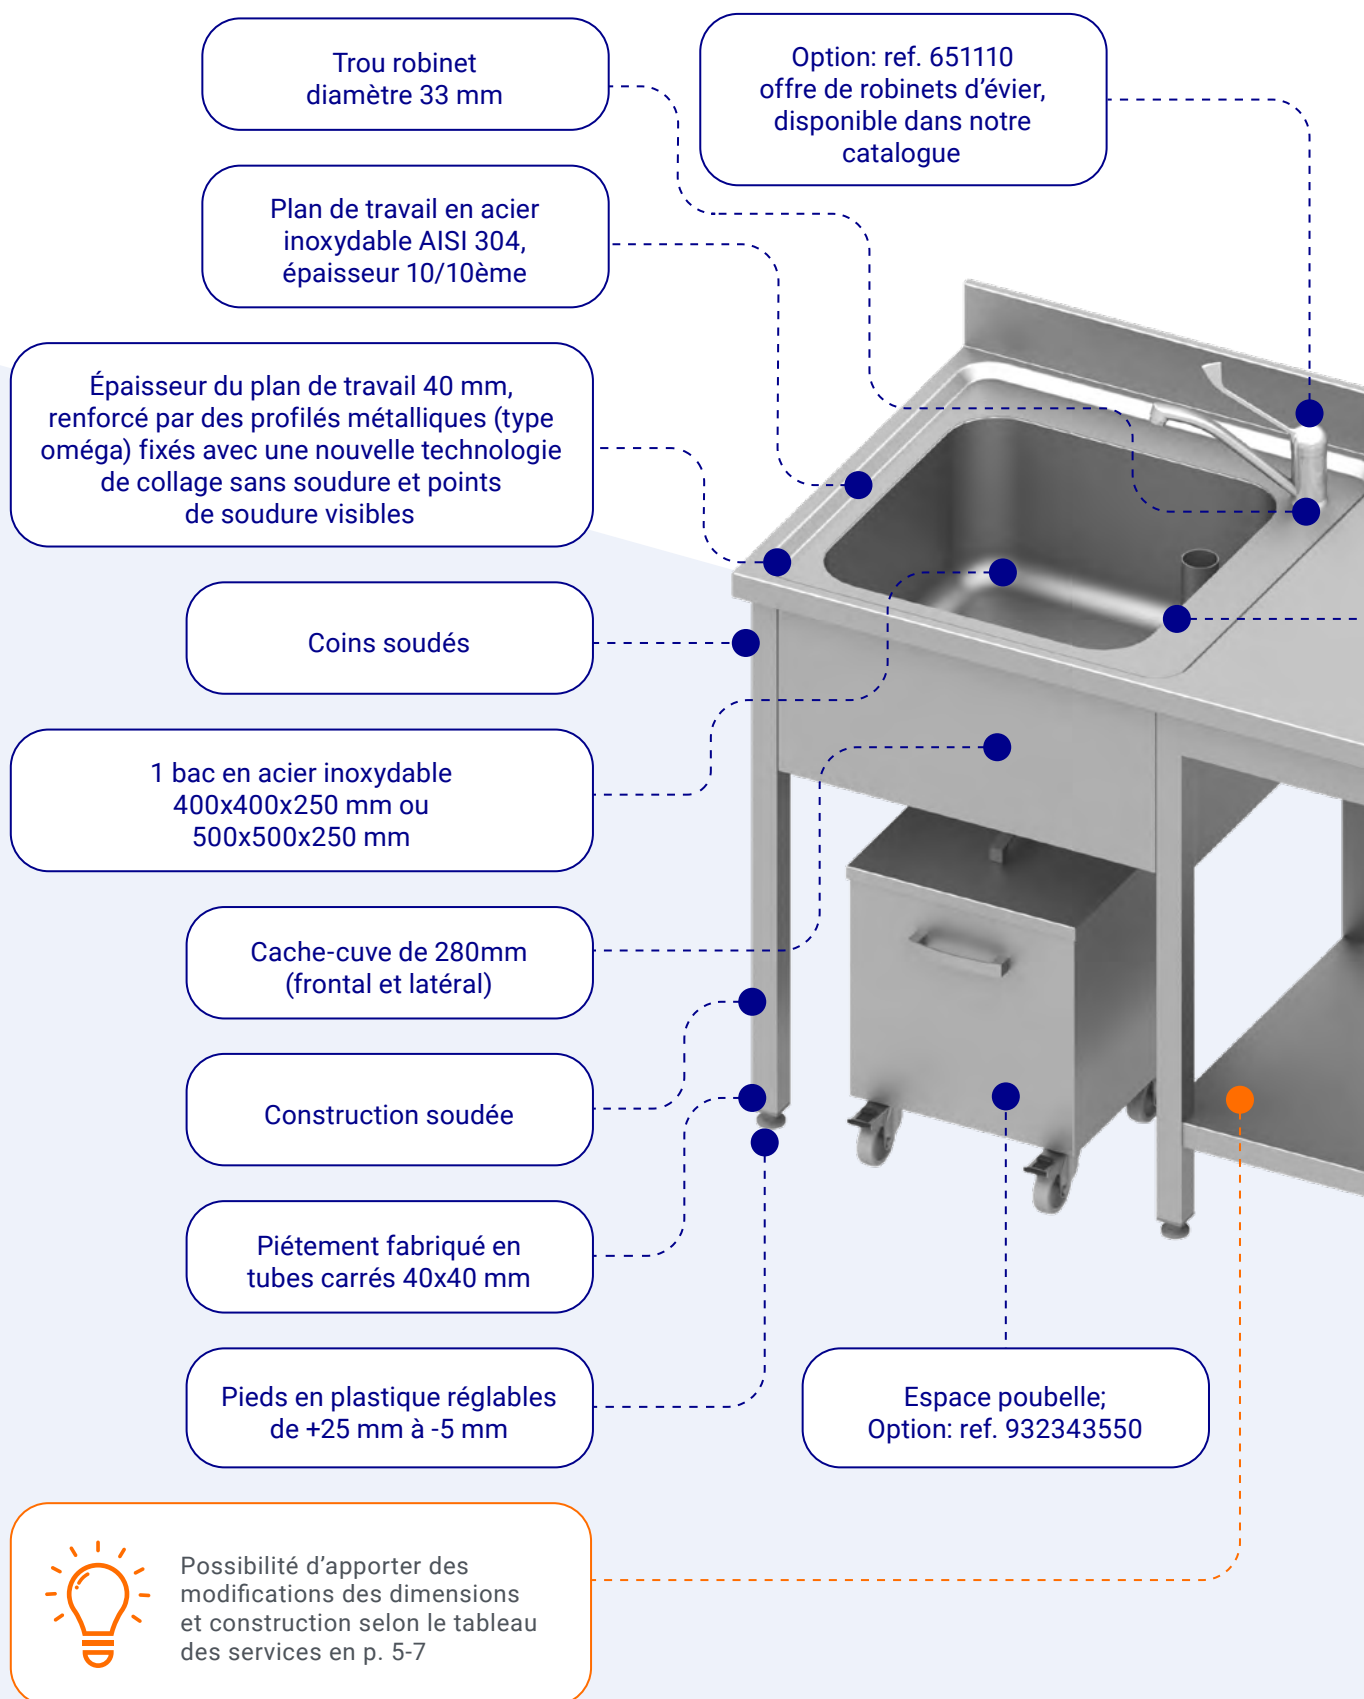 Trou robinet
diamètre 33 mm
Option: ref. 651110
offre de robinets d’évier,
disponible dans notre
catalogue
Plan de travail en acier
inoxydable AISI 304,
épaisseur 10/10ème
Épaisseur du plan de travail 40 mm,
renforcé par des profilés métalliques (type
oméga) fixés avec une nouvelle technologie
de collage sans soudure et points
de soudure visibles
Coins soudés
1 bac en acier inoxydable
400x400x250 mm ou
500x500x250 mm
Cache-cuve de 280mm
(frontal et latéral)
Construction soudée
Piétement fabriqué en
tubes carrés 40x40 mm
Pieds en plastique réglables
de +25 mm à -5 mm
Espace poubelle;
Option: ref. 932343550
Possibilité d’apporter des
modifications des dimensions
et construction selon le tableau
des services en p. 5-7